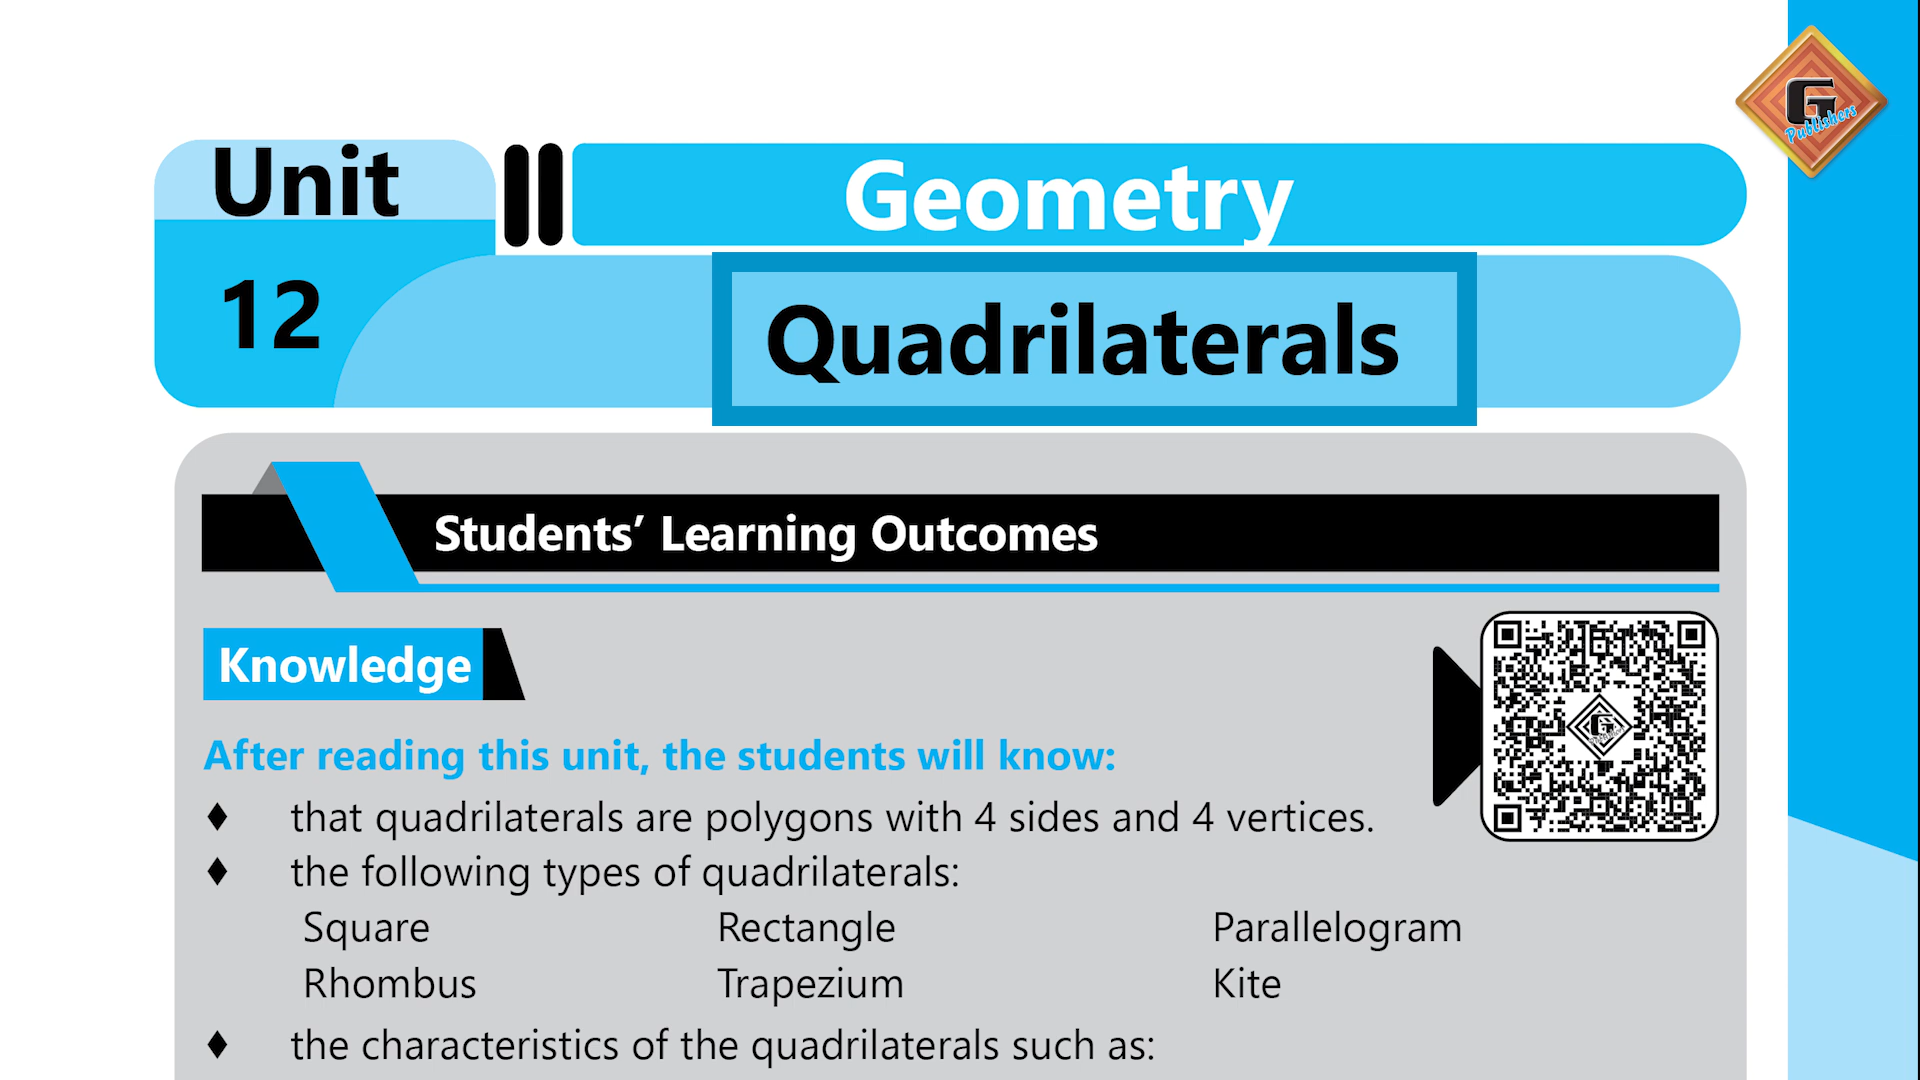 G
Publishers
Unit
Geometry
12
Quadrilaterals
Students’ Learning Outcomes
Knowledge
After reading this unit, the students will know:
♦ that quadrilaterals are polygons with 4 sides and 4 vertices.
♦ the following types of quadrilaterals:
Square Rectangle Parallelogram
Rhombus Trapezium Kite
♦ the characteristics of the quadrilaterals such as: